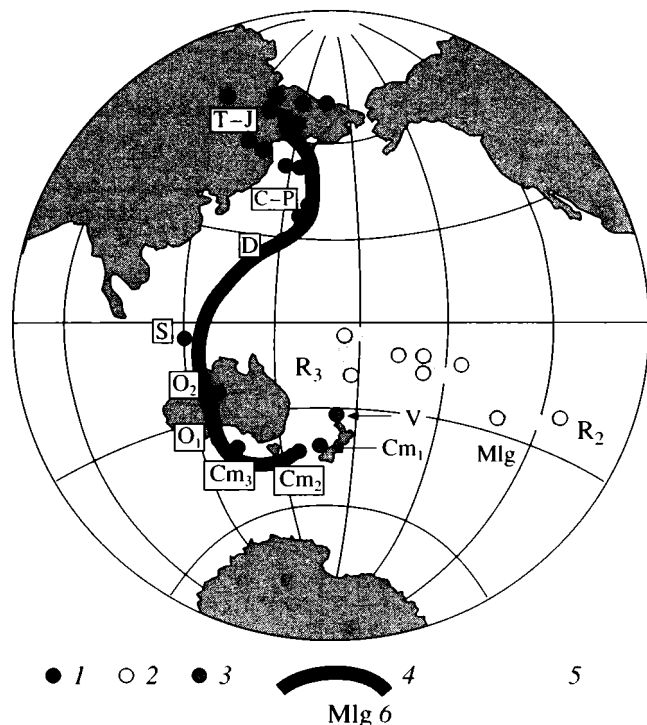 T–J
C–P
D
S
O₂
R₃
V
R₂
O₁
Mlg
Cm₁
Cm₃
Cm₂
1 2 3 4 5
Mlg 6